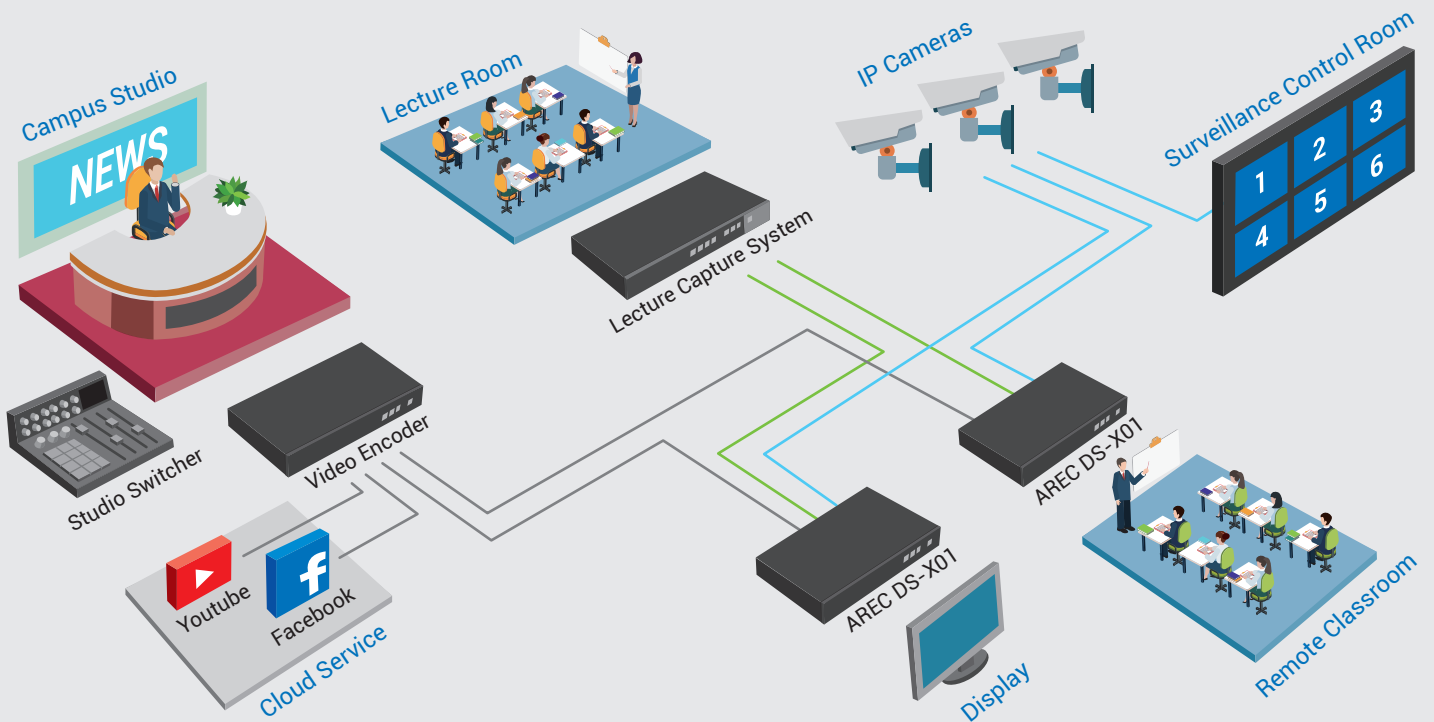 Campus Studio
NEWS
Lecture Room
IP Cameras
Surveillance Control Room
1
2
3
4
5
6
Lecture Capture System
Studio Switcher
Video Encoder
AREC DS-X01
AREC DS-X01
Youtube
Facebook
Cloud Service
Display
Remote Classroom